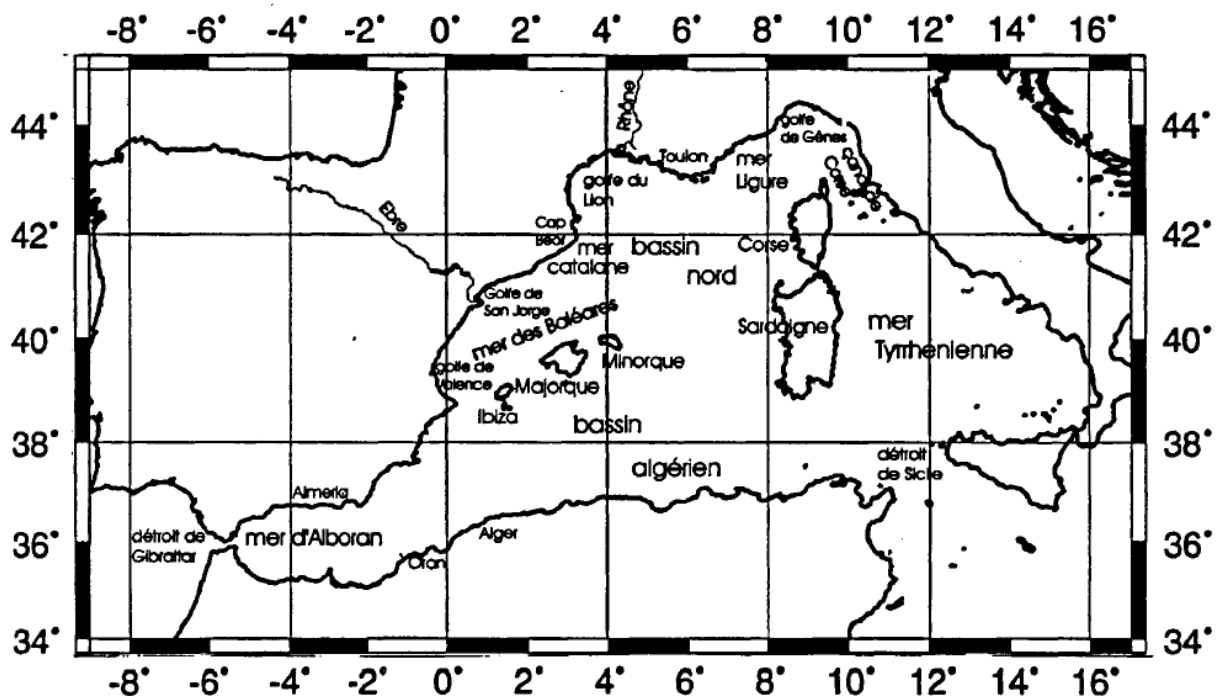 -8° -6° -4° -2° 0° 2° 4° 6° 8° 10° 12° 14° 16°
44° 44°
Rhône
golfe
de Gênes
Toulon
mer
Ligure
Canal de
Corse
golfe du
Lion
Ebre
Cap
Béar
42° 42°
mer
catalane
bassin
nord
Corse
Golfe de
San Jorge
mer des Baléares
Sardaigne
mer
Tyrrhenienne
40° 40°
Minorque
golfe de
Valence
Majorque
Ibiza
bassin
38° 38°
algérien
détroit
de Sicile
Almeria
détroit de
Gibraltar
mer d'Alboran
Alger
Oran
36° 36°
34° 34°
-8° -6° -4° -2° 0° 2° 4° 6° 8° 10° 12° 14° 16°